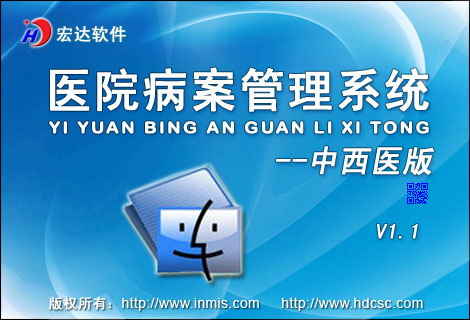 宏达软件
医院病案管理系统
YI YUAN BING AN GUAN LI XI TONG
--中西医版
V1.1
版权所有：http://www.inmis.com http://www.hdcsc.com